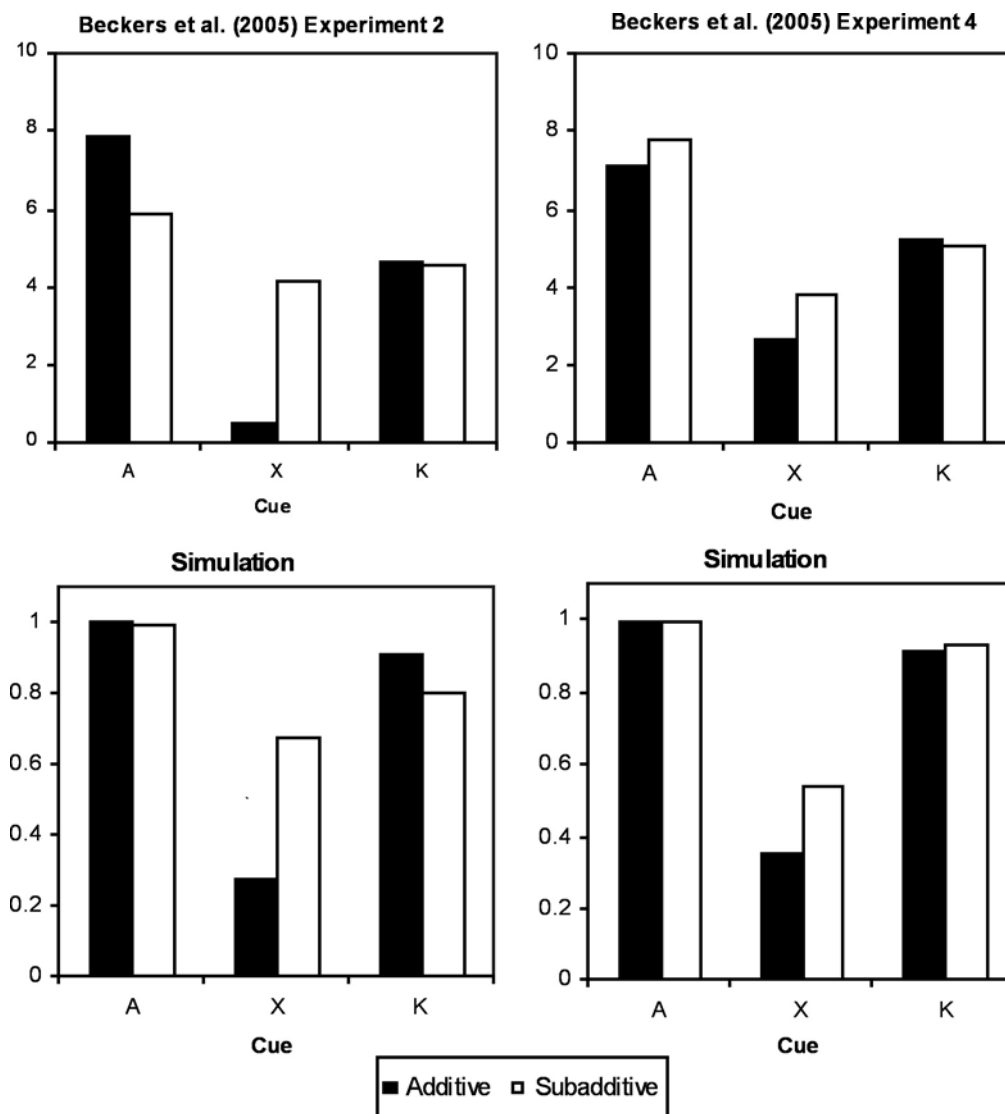 Beckers et al. (2005) Experiment 2
10
8
6
4
2
0
A X K
Cue
Beckers et al. (2005) Experiment 4
10
8
6
4
2
0
A X K
Cue
Simulation
1
0.8
0.6
0.4
0.2
0
A X K
Cue
Simulation
1
0.8
0.6
0.4
0.2
0
A X K
Cue
Additive Subadditive